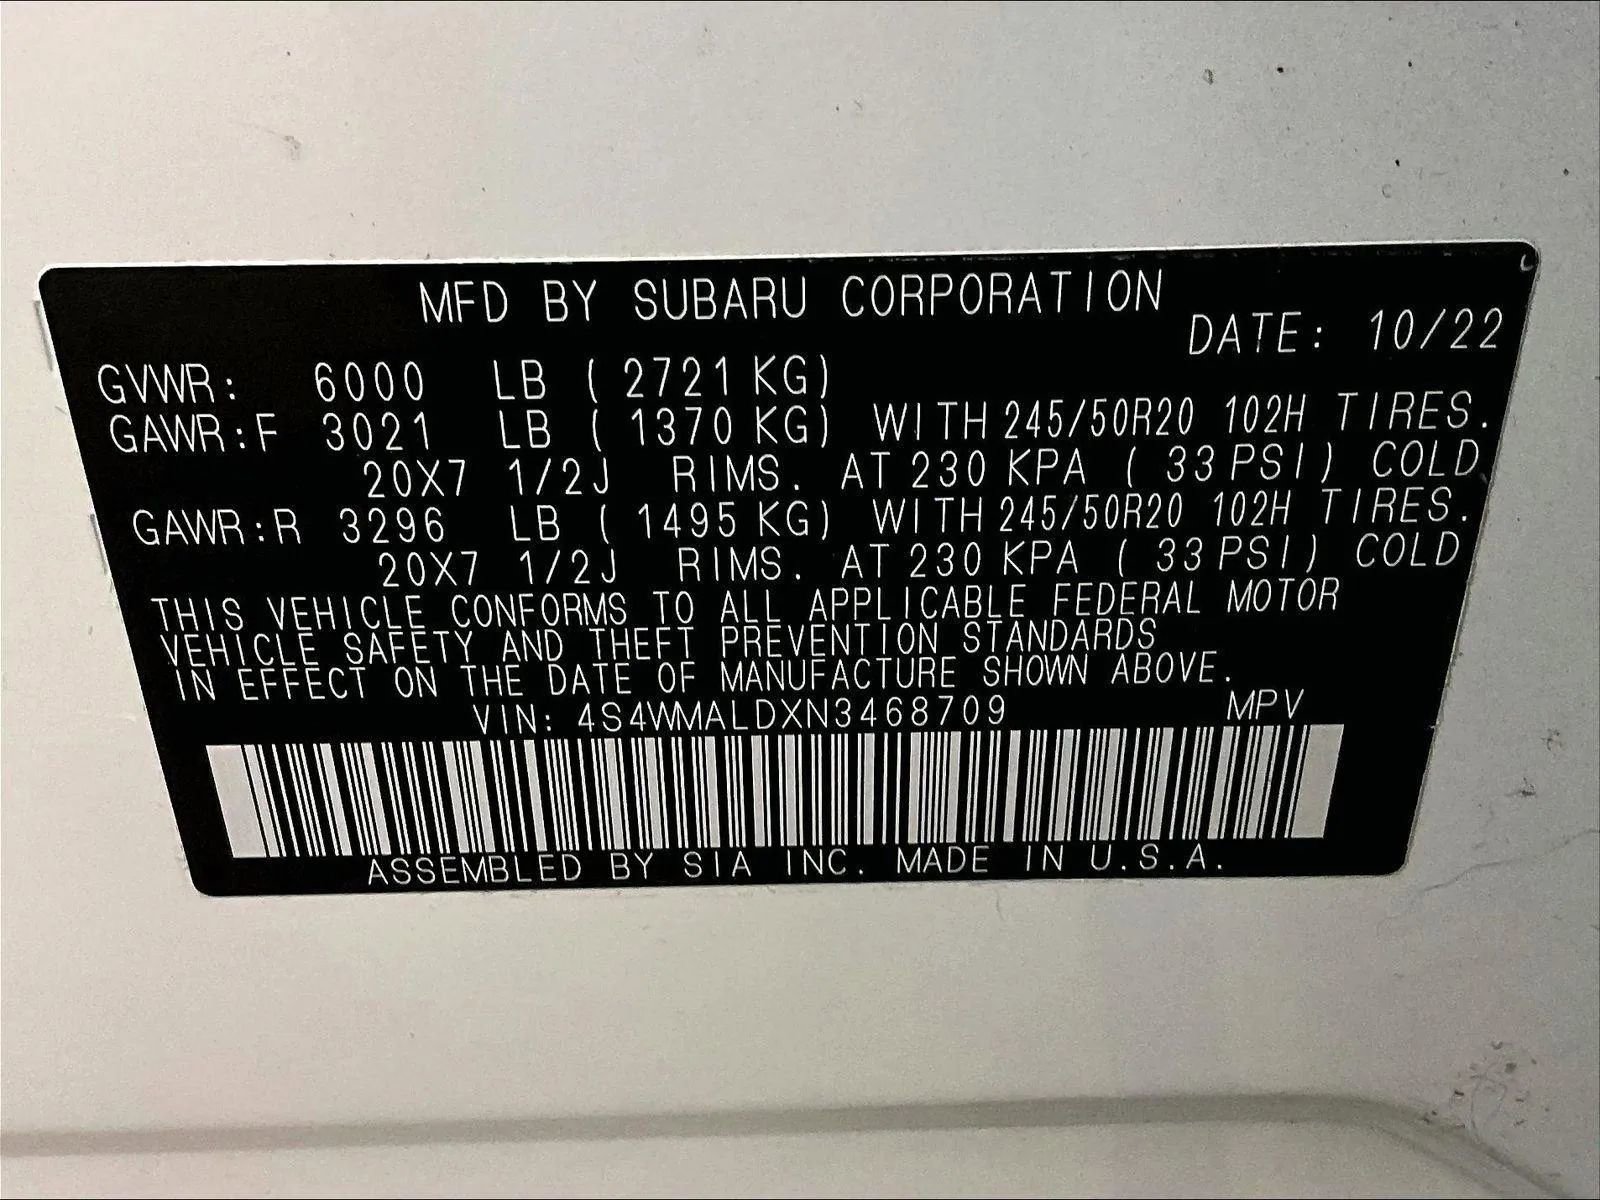 MFD BY SUBARU CORPORATION
DATE: 10/22
GVWR: 6000 LB ( 2721 KG)
GAWR:F 3021 LB ( 1370 KG) WITH 245/50R20 102H TIRES.
20X7 1/2J RIMS. AT 230 KPA ( 33 PSI) COLD
GAWR:R 3296 LB ( 1495 KG) WITH 245/50R20 102H TIRES.
20X7 1/2J RIMS. AT 230 KPA ( 33 PSI) COLD
THIS VEHICLE CONFORMS TO ALL APPLICABLE FEDERAL MOTOR
VEHICLE SAFETY AND THEFT PREVENTION STANDARDS
IN EFFECT ON THE DATE OF MANUFACTURE SHOWN ABOVE.
VIN: 4S4WMALDXN3468709 MPV
ASSEMBLED BY SIA INC. MADE IN U.S.A.